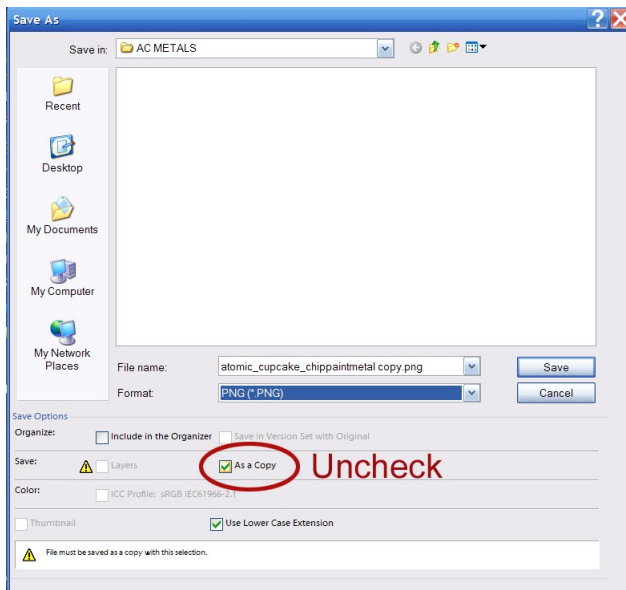 Save As
Save in: AC METALS
Recent
Desktop
My Documents
My Computer
My Network
Places
File name: atomic_cupcake_chippaintmetal copy.png Save
Format: PNG (*.PNG) Cancel
Save Options
Organize: Include in the Organizer Save in Version Set with Original
Save: Layers As a Copy Uncheck
Color: ICC Profile: sRGB IEC61966-2.1
Thumbnail Use Lower Case Extension
File must be saved as a copy with this selection.